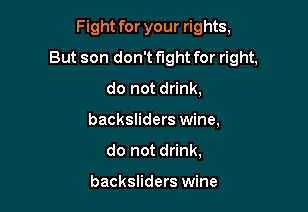 Fight for your rights,
But son don't fight for right,
do not drink,
backsliders wine,
do not drink,
backsliders wine